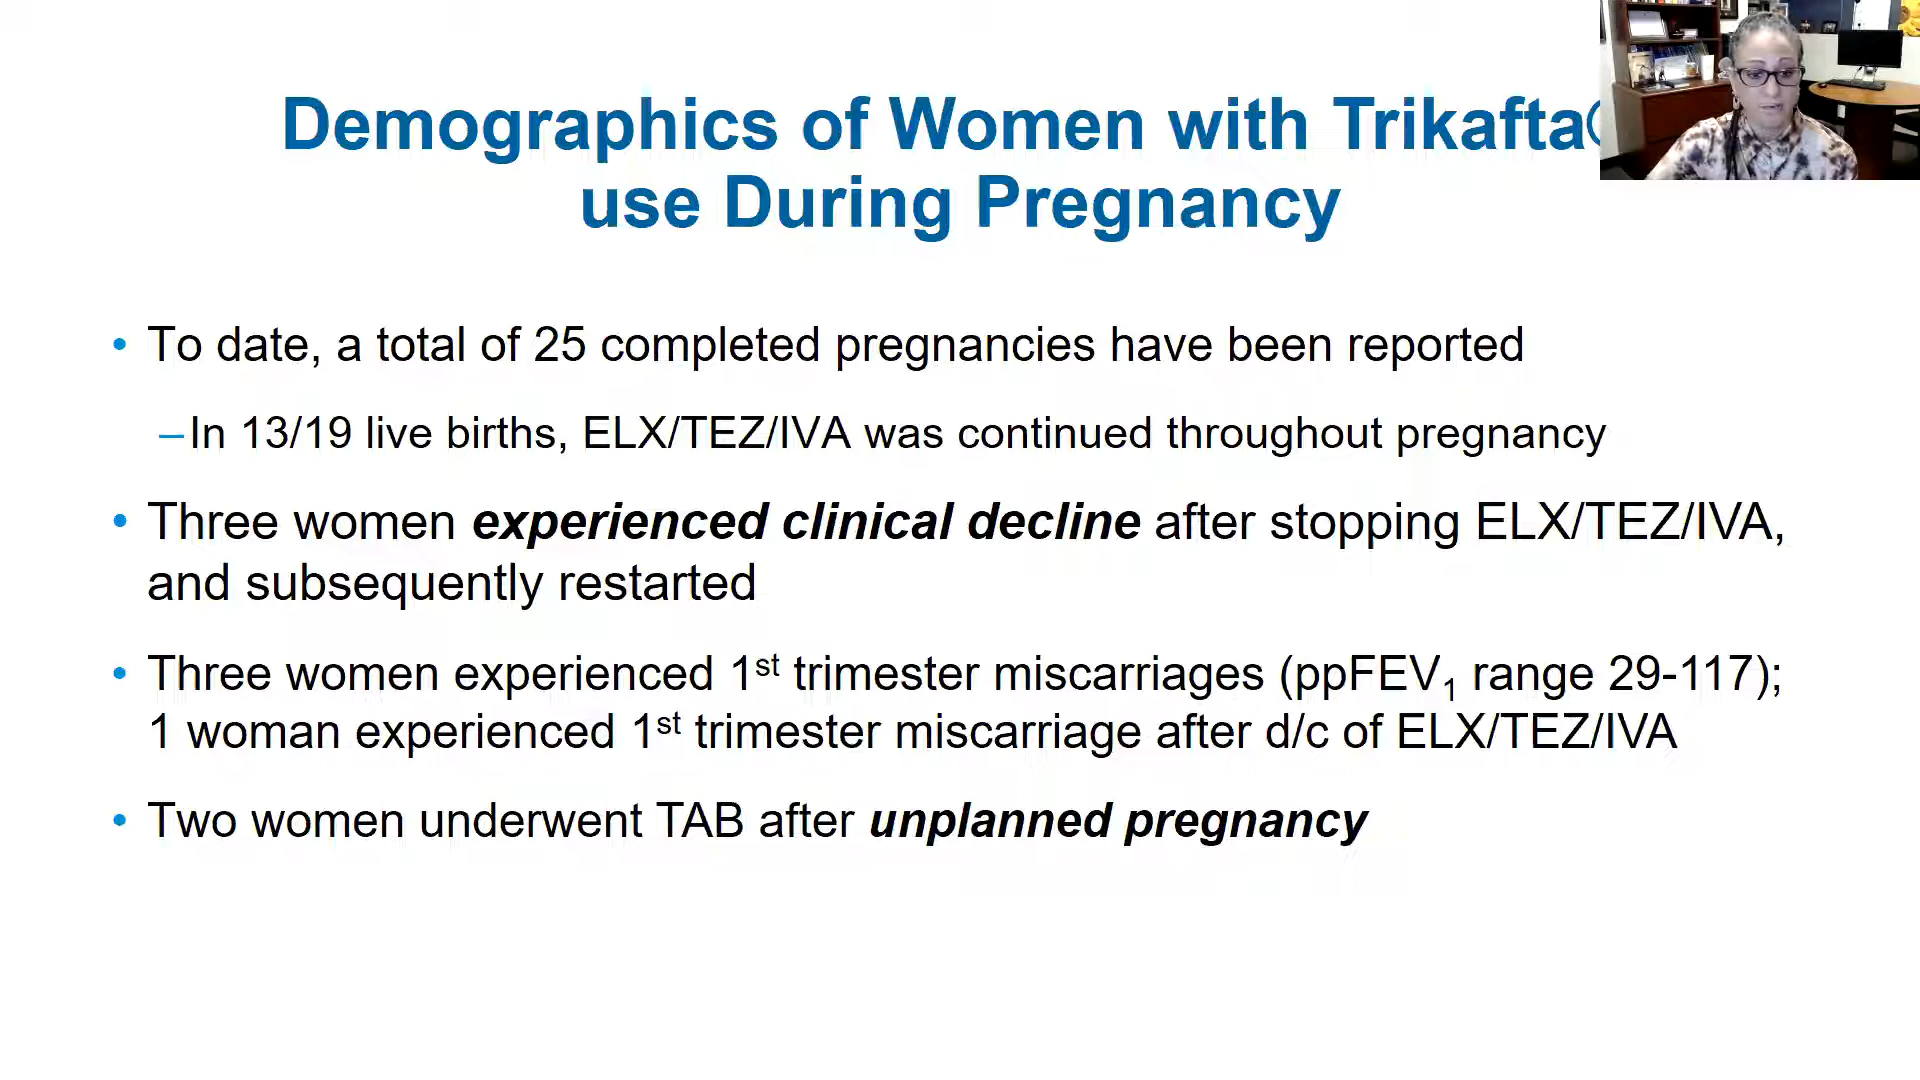 Demographics of Women with Trikafta©
use During Pregnancy
• To date, a total of 25 completed pregnancies have been reported
–In 13/19 live births, ELX/TEZ/IVA was continued throughout pregnancy
• Three women experienced clinical decline after stopping ELX/TEZ/IVA,
and subsequently restarted
• Three women experienced 1st trimester miscarriages (ppFEV1 range 29-117);
1 woman experienced 1st trimester miscarriage after d/c of ELX/TEZ/IVA
• Two women underwent TAB after unplanned pregnancy